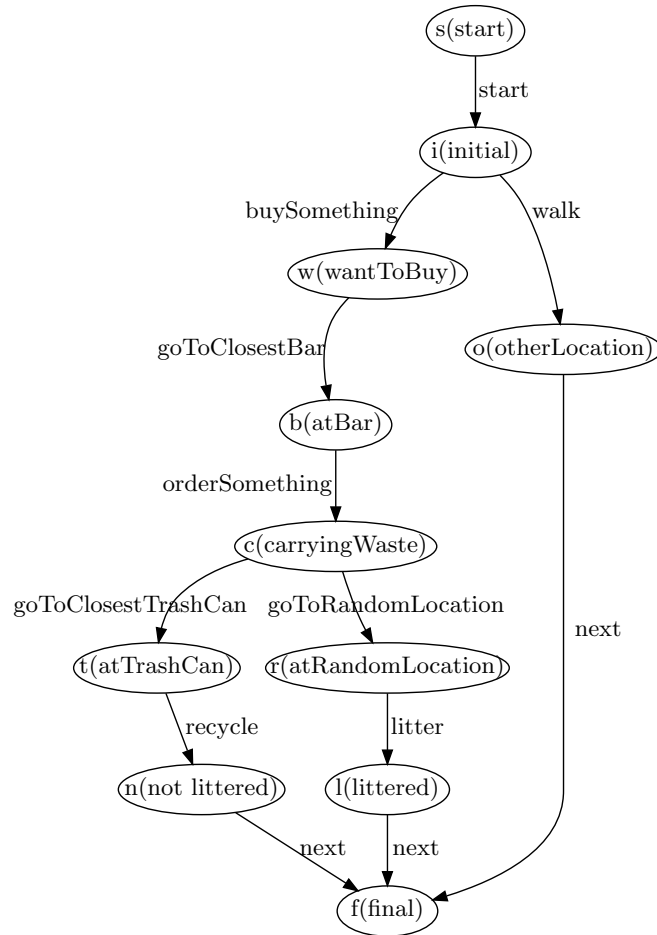 s(start)
start
i(initial)
buySomething
walk
w(wantToBuy)
goToClosestBar
o(otherLocation)
b(atBar)
orderSomething
c(carryingWaste)
goToClosestTrashCan
goToRandomLocation
next
t(atTrashCan)
r(atRandomLocation)
recycle
litter
n(not littered)
l(littered)
next
next
f(final)